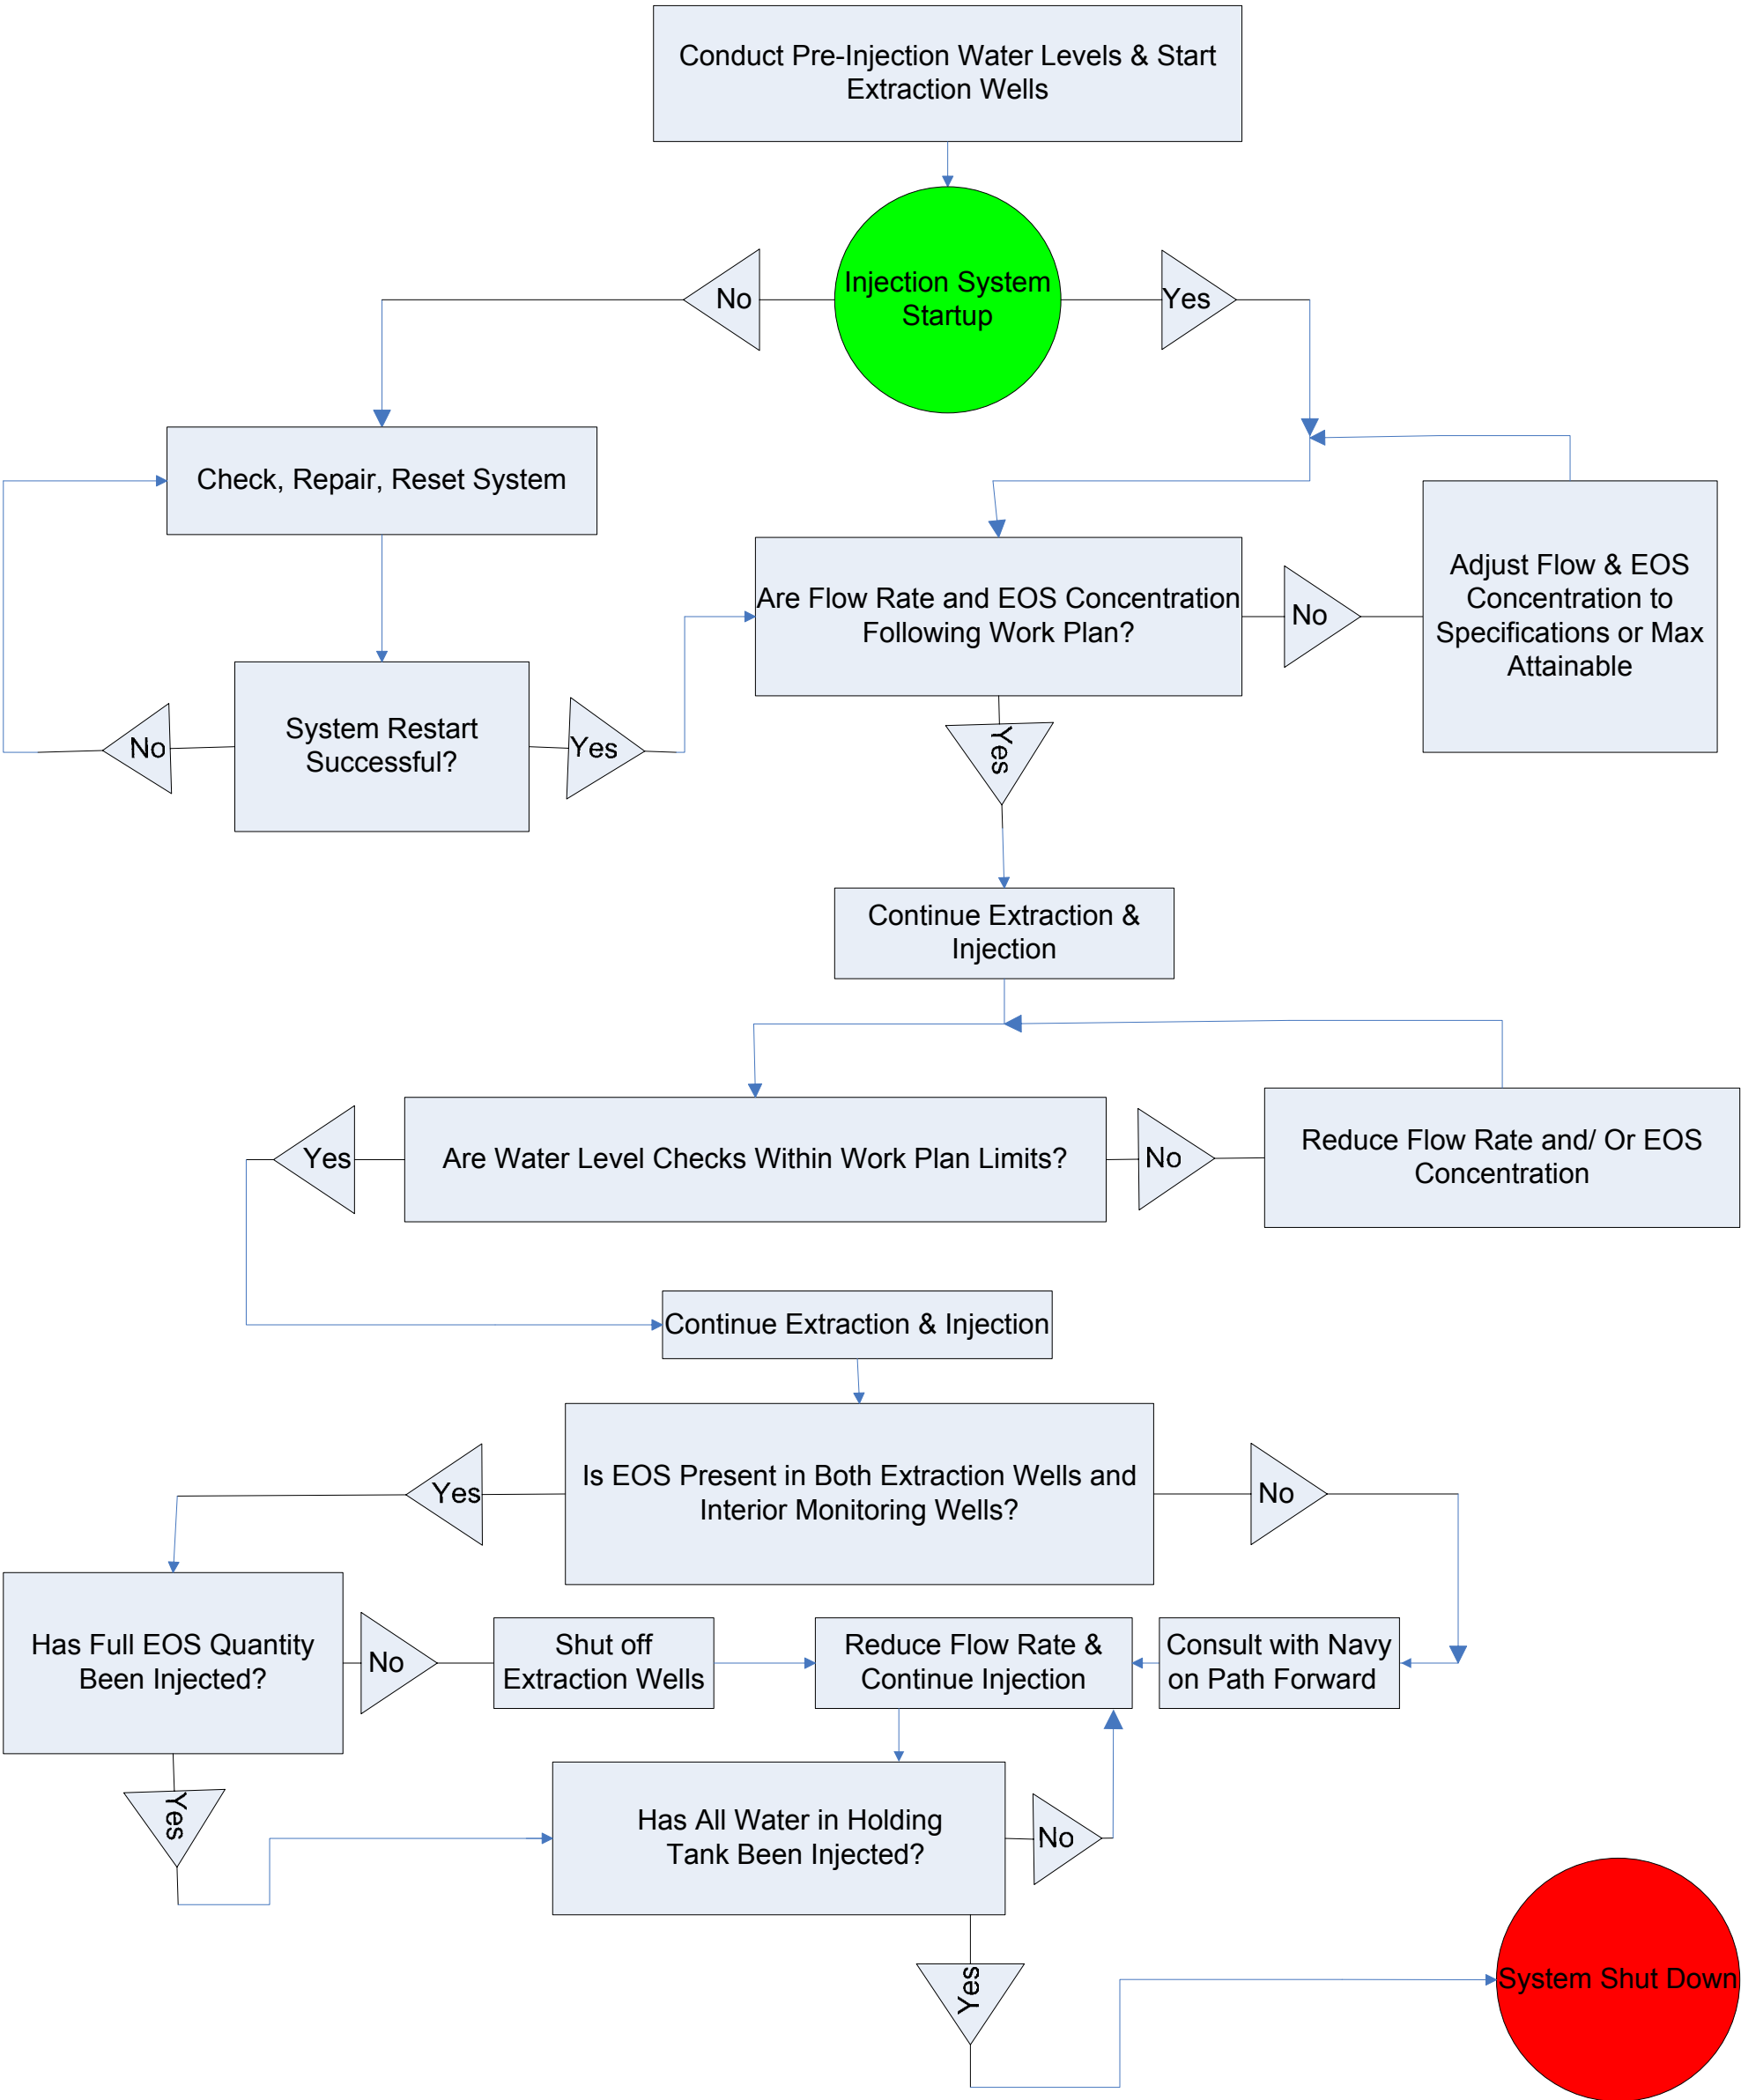 Conduct Pre-Injection Water Levels & Start
Extraction Wells
Injection System
Startup
No
Yes
Check, Repair, Reset System
Are Flow Rate and EOS Concentration
Following Work Plan?
No
Adjust Flow & EOS
Concentration to
Specifications or Max
Attainable
System Restart
Successful?
No
Yes
Yes
Continue Extraction &
Injection
Are Water Level Checks Within Work Plan Limits?
Yes
No
Reduce Flow Rate and/ Or EOS
Concentration
Continue Extraction & Injection
Is EOS Present in Both Extraction Wells and
Interior Monitoring Wells?
Yes
No
Has Full EOS Quantity
Been Injected?
No
Shut off
Extraction Wells
Reduce Flow Rate &
Continue Injection
Consult with Navy
on Path Forward
Yes
Has All Water in Holding
Tank Been Injected?
No
Yes
System Shut Down